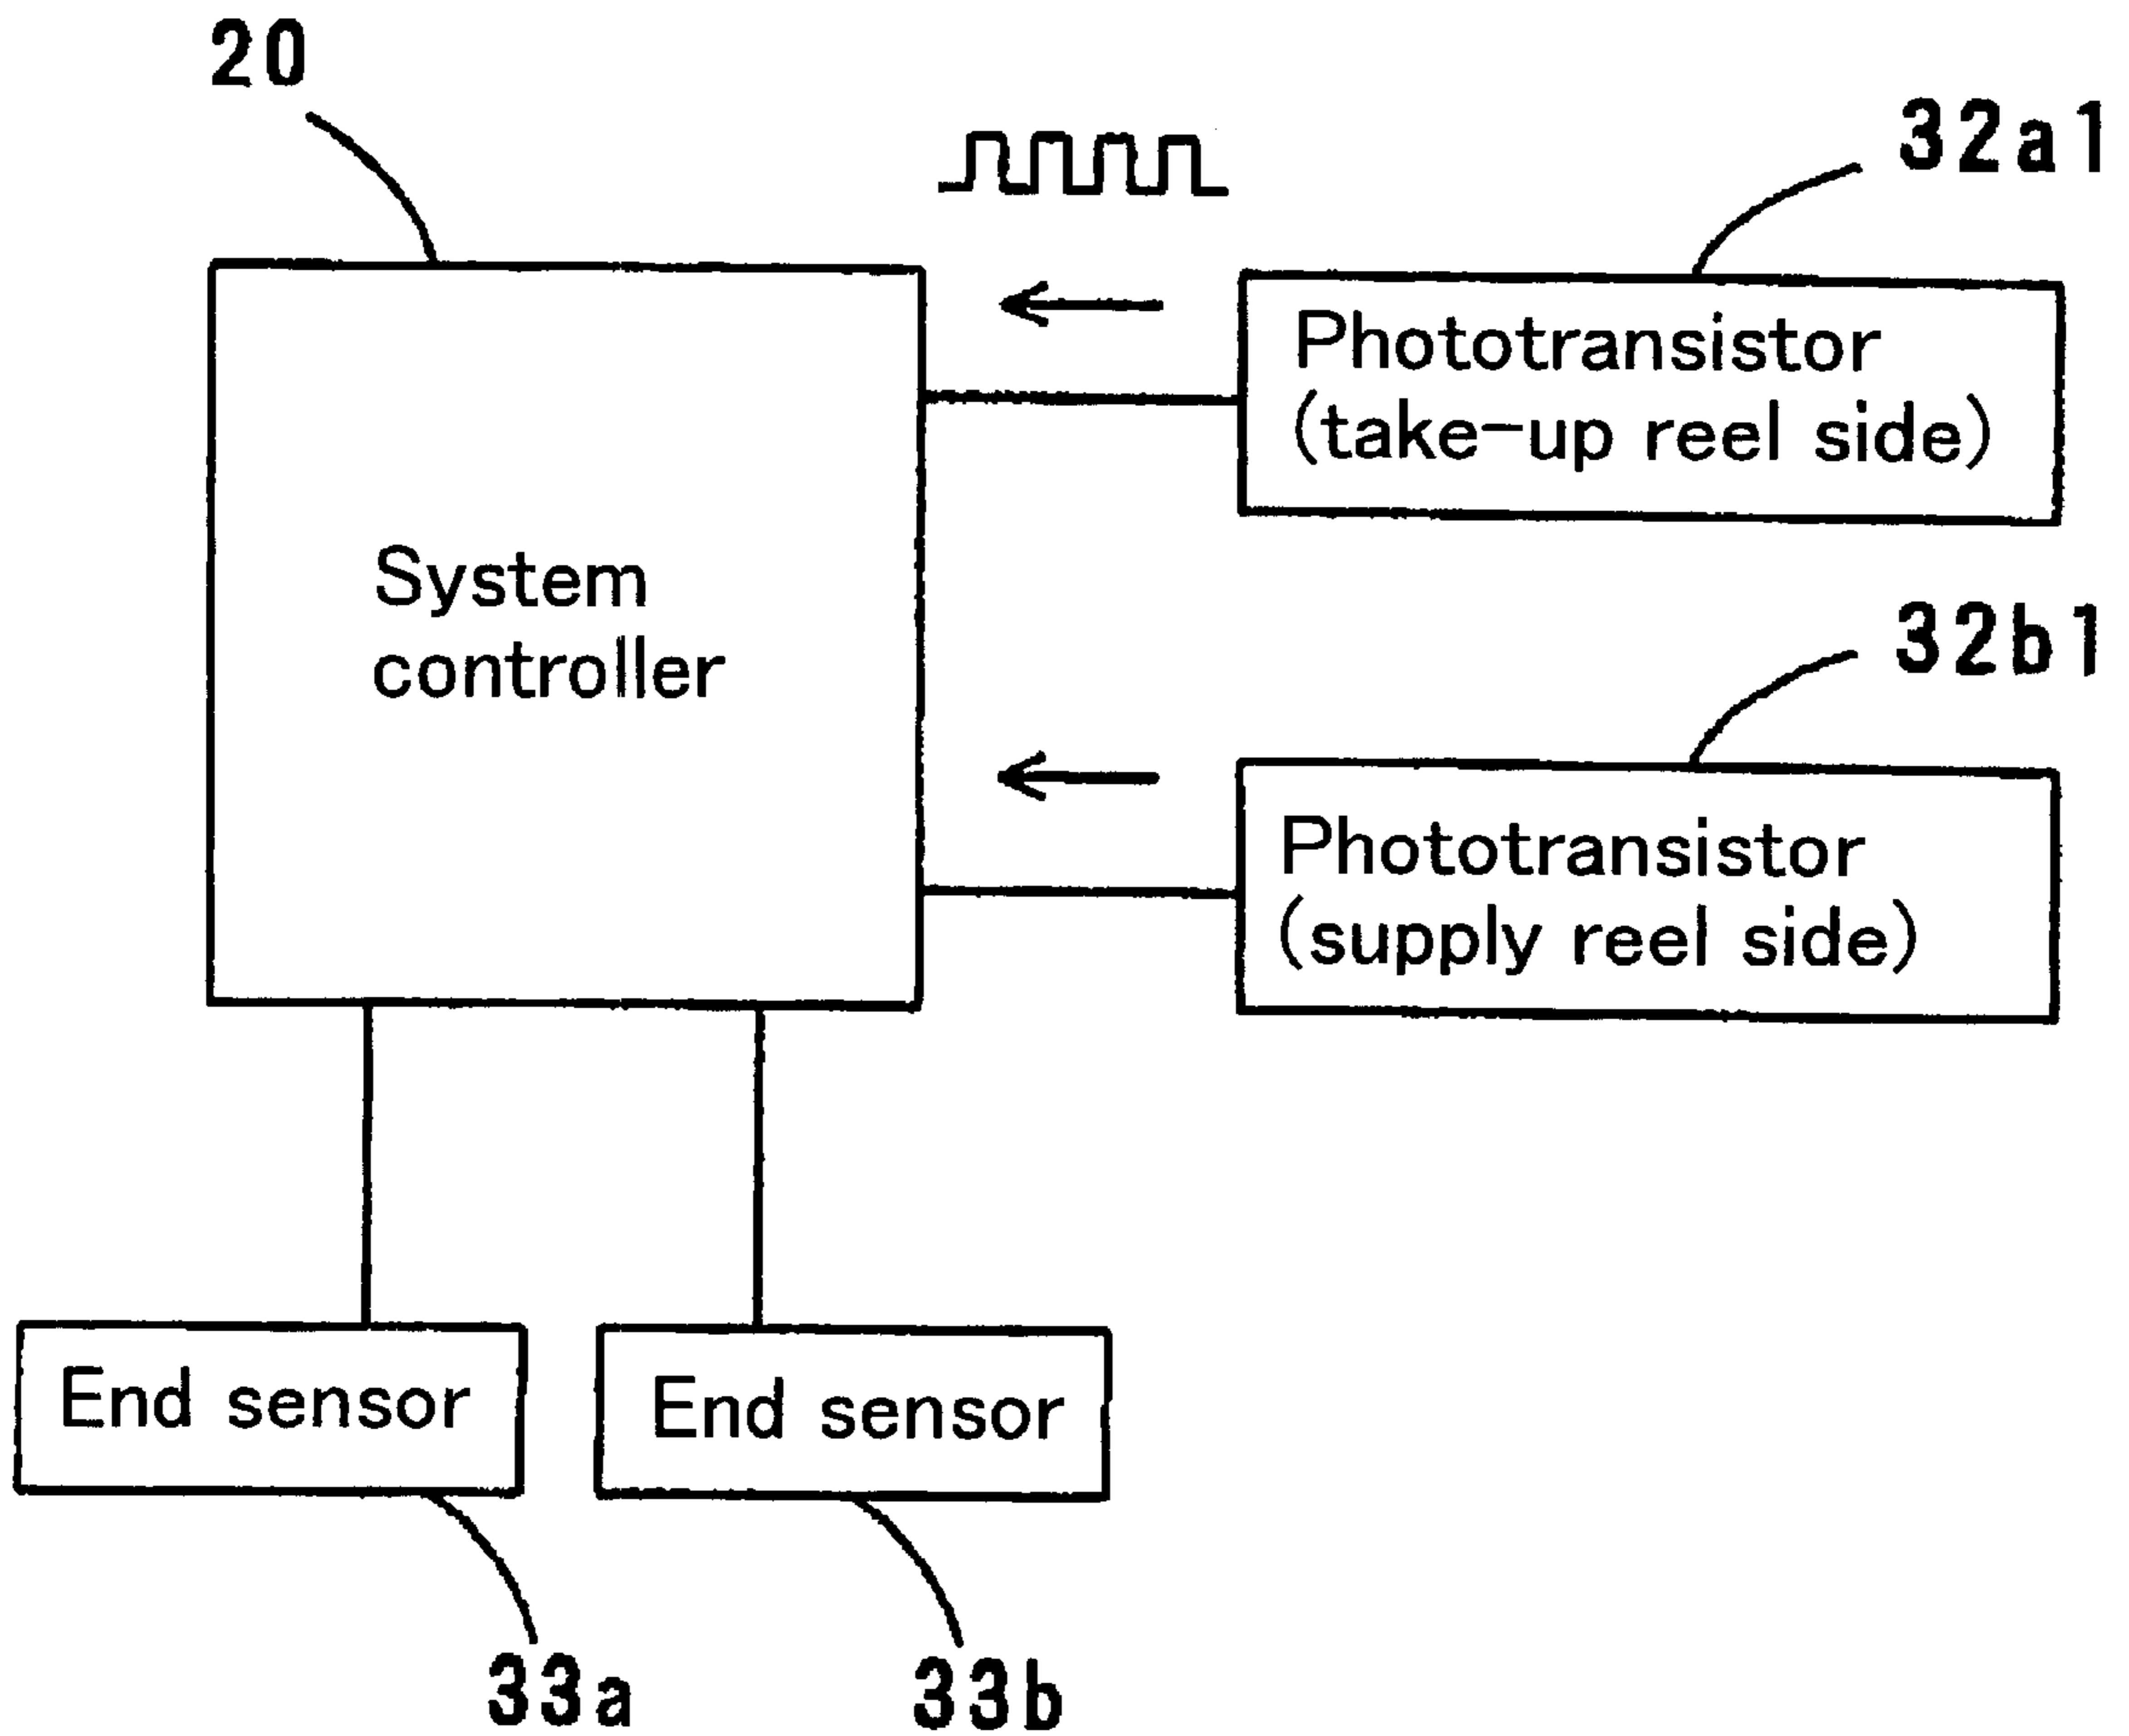 20
32a1
Phototransistor
(take-up reel side)
System
controller
32b1
Phototransistor
(supply reel side)
End sensor
End sensor
33a
33b